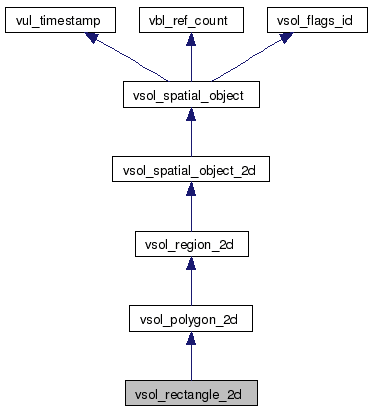 vul_timestamp
vbl_ref_count
vsol_flags_id
vsol_spatial_object
vsol_spatial_object_2d
vsol_region_2d
vsol_polygon_2d
vsol_rectangle_2d